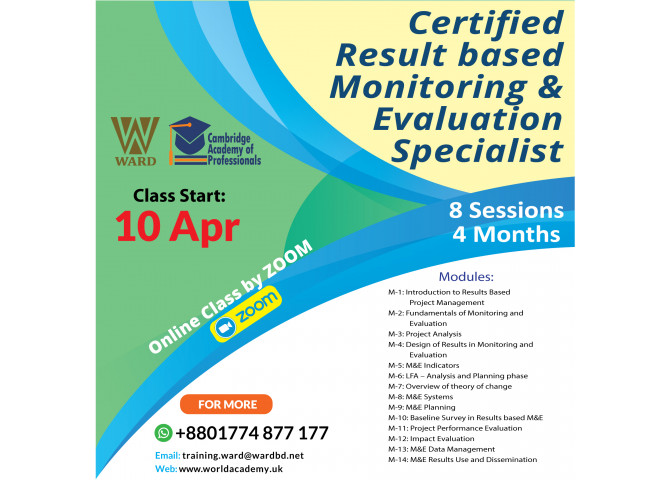 Certified
Result based
Monitoring &
Evaluation
Specialist
WARD
Cambridge
Academy of
Professionals
Class Start:
10 Apr
8 Sessions
4 Months
Online Class by ZOOM
zoom
Modules:
M-1: Introduction to Results Based
Project Management
M-2: Fundamentals of Monitoring and
Evaluation
M-3: Project Analysis
M-4: Design of Results in Monitoring and
Evaluation
M-5: M&E Indicators
M-6: LFA – Analysis and Planning phase
M-7: Overview of theory of change
M-8: M&E Systems
M-9: M&E Planning
M-10: Baseline Survey in Results based M&E
M-11: Project Performance Evaluation
M-12: Impact Evaluation
M-13: M&E Data Management
M-14: M&E Results Use and Dissemination
FOR MORE
+8801774 877 177
Email: training.ward@wardbd.net
Web: www.worldacademy.uk